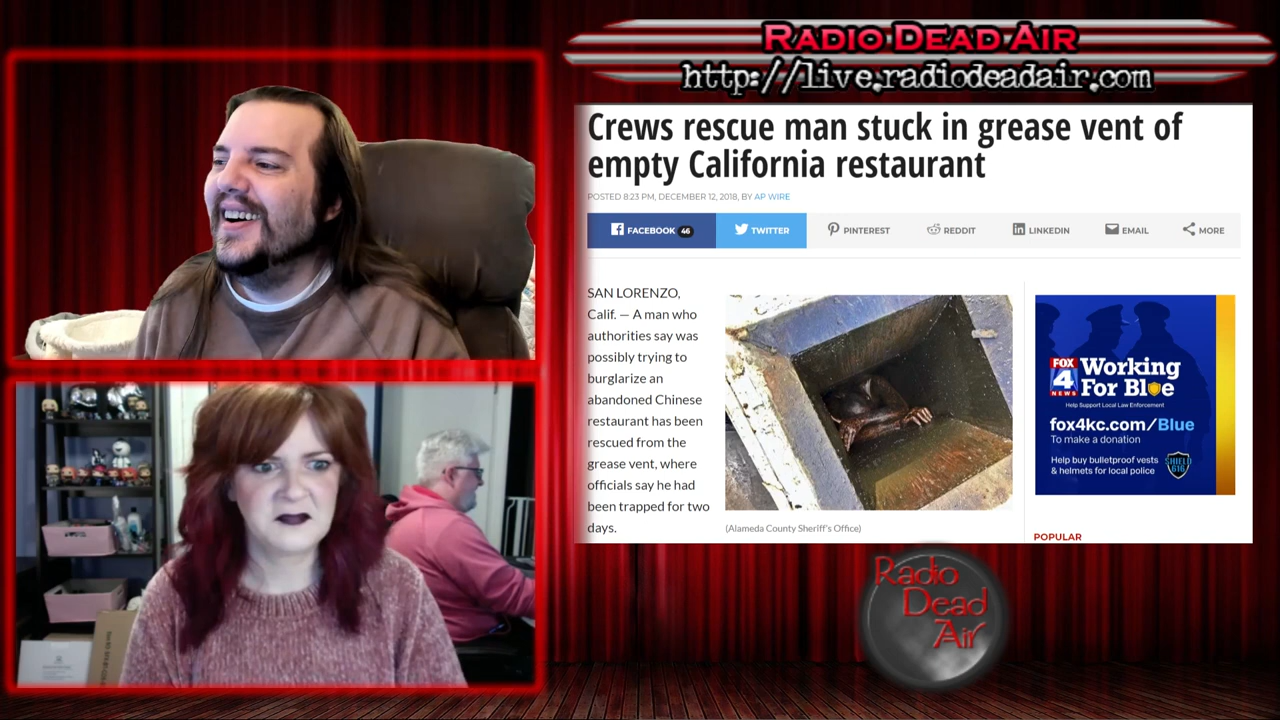 RADIO DEAD AIR
http://live.radiodeadair.com
Crews rescue man stuck in grease vent of
empty California restaurant
POSTED 8:23 PM, DECEMBER 12, 2018, BY AP WIRE
FACEBOOK 46
TWITTER
PINTEREST
REDDIT
LINKEDIN
EMAIL
MORE
SAN LORENZO,
Calif. — A man who
authorities say was
possibly trying to
burglarize an
abandoned Chinese
restaurant has been
rescued from the
grease vent, where
officials say he had
been trapped for two
days.
(Alameda County Sheriff's Office)
FOX
4
NEWS
Working
For Blue
Help Support Local Law Enforcement
fox4kc.com/Blue
To make a donation
Help buy bulletproof vests
& helmets for local police
SHIELD
616
POPULAR
Radio
Dead
Air